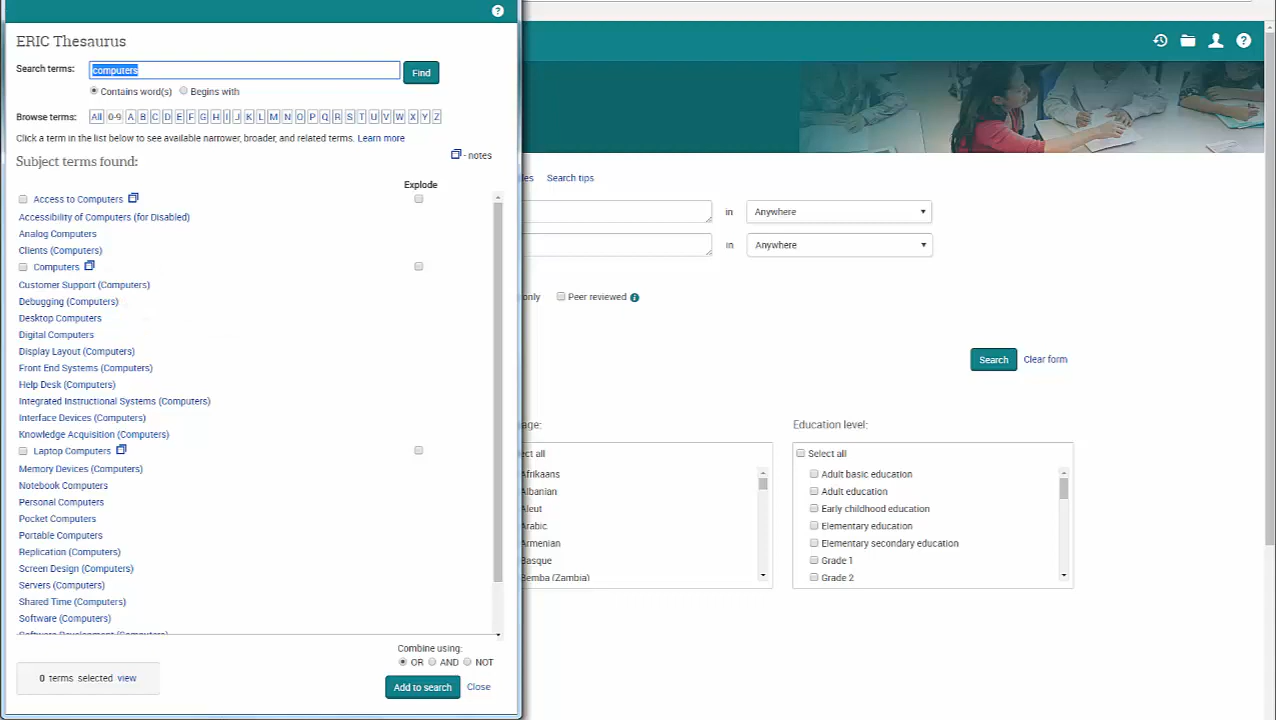 ERIC Thesaurus
Search terms: computers Find
Contains word(s) Begins with
Browse terms: All 0-9 A B C D E F G H I J K L M N O P Q R S T U V W X Y Z
Click a term in the list below to see available narrower, broader, and related terms. Learn more
Subject terms found:
- notes
Explode
Access to Computers
Accessibility of Computers (for Disabled)
Analog Computers
Clients (Computers)
Computers
Customer Support (Computers)
Debugging (Computers)
Desktop Computers
Digital Computers
Display Layout (Computers)
Front End Systems (Computers)
Help Desk (Computers)
Integrated Instructional Systems (Computers)
Interface Devices (Computers)
Knowledge Acquisition (Computers)
Laptop Computers
Memory Devices (Computers)
Notebook Computers
Personal Computers
Pocket Computers
Portable Computers
Replication (Computers)
Screen Design (Computers)
Servers (Computers)
Shared Time (Computers)
Software (Computers)
Software Development (Computers)
Combine using:
OR AND NOT
0 terms selected view
Add to search Close
Search tips
in Anywhere
in Anywhere
only Peer reviewed
Search Clear form
age:
ect all
Afrikaans
Albanian
Aleut
Arabic
Armenian
Basque
Bemba (Zambia)
Education level:
Select all
Adult basic education
Adult education
Early childhood education
Elementary education
Elementary secondary education
Grade 1
Grade 2